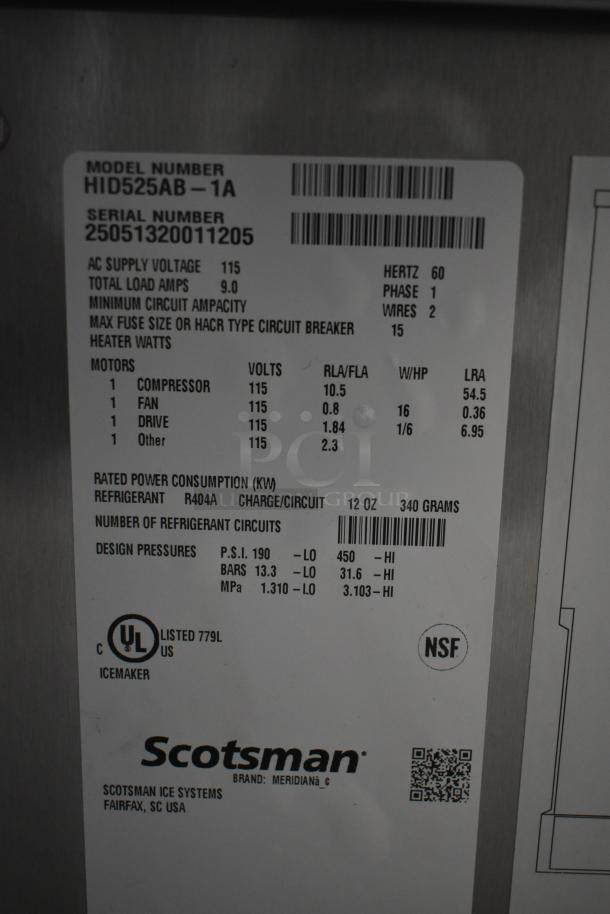 MODEL NUMBER
HID525AB – 1A
SERIAL NUMBER
25051320011205
AC SUPPLY VOLTAGE 115 HERTZ 60
TOTAL LOAD AMPS 9.0 PHASE 1
MINIMUM CIRCUIT AMPACITY WIRES 2
MAX FUSE SIZE OR HACR TYPE CIRCUIT BREAKER 15
HEATER WATTS
MOTORS VOLTS RLA/FLA W/HP LRA
1 COMPRESSOR 115 10.5 54.5
1 FAN 115 0.8 16 0.36
1 DRIVE 115 1.84 1/6 6.95
1 Other 115 2.3
PCI
GROUP
RATED POWER CONSUMPTION (KW)
REFRIGERANT R404A CHARGE/CIRCUIT 12 OZ 340 GRAMS
NUMBER OF REFRIGERANT CIRCUITS
DESIGN PRESSURES P.S.I. 190 – LO 450 – HI
BARS 13.3 – LO 31.6 – HI
MPa 1.310 – LO 3.103 – HI
C UL US LISTED 779L
NSF
ICEMAKER
Scotsman
BRAND: MERIDIANâ_¢
SCOTSMAN ICE SYSTEMS
FAIRFAX, SC USA